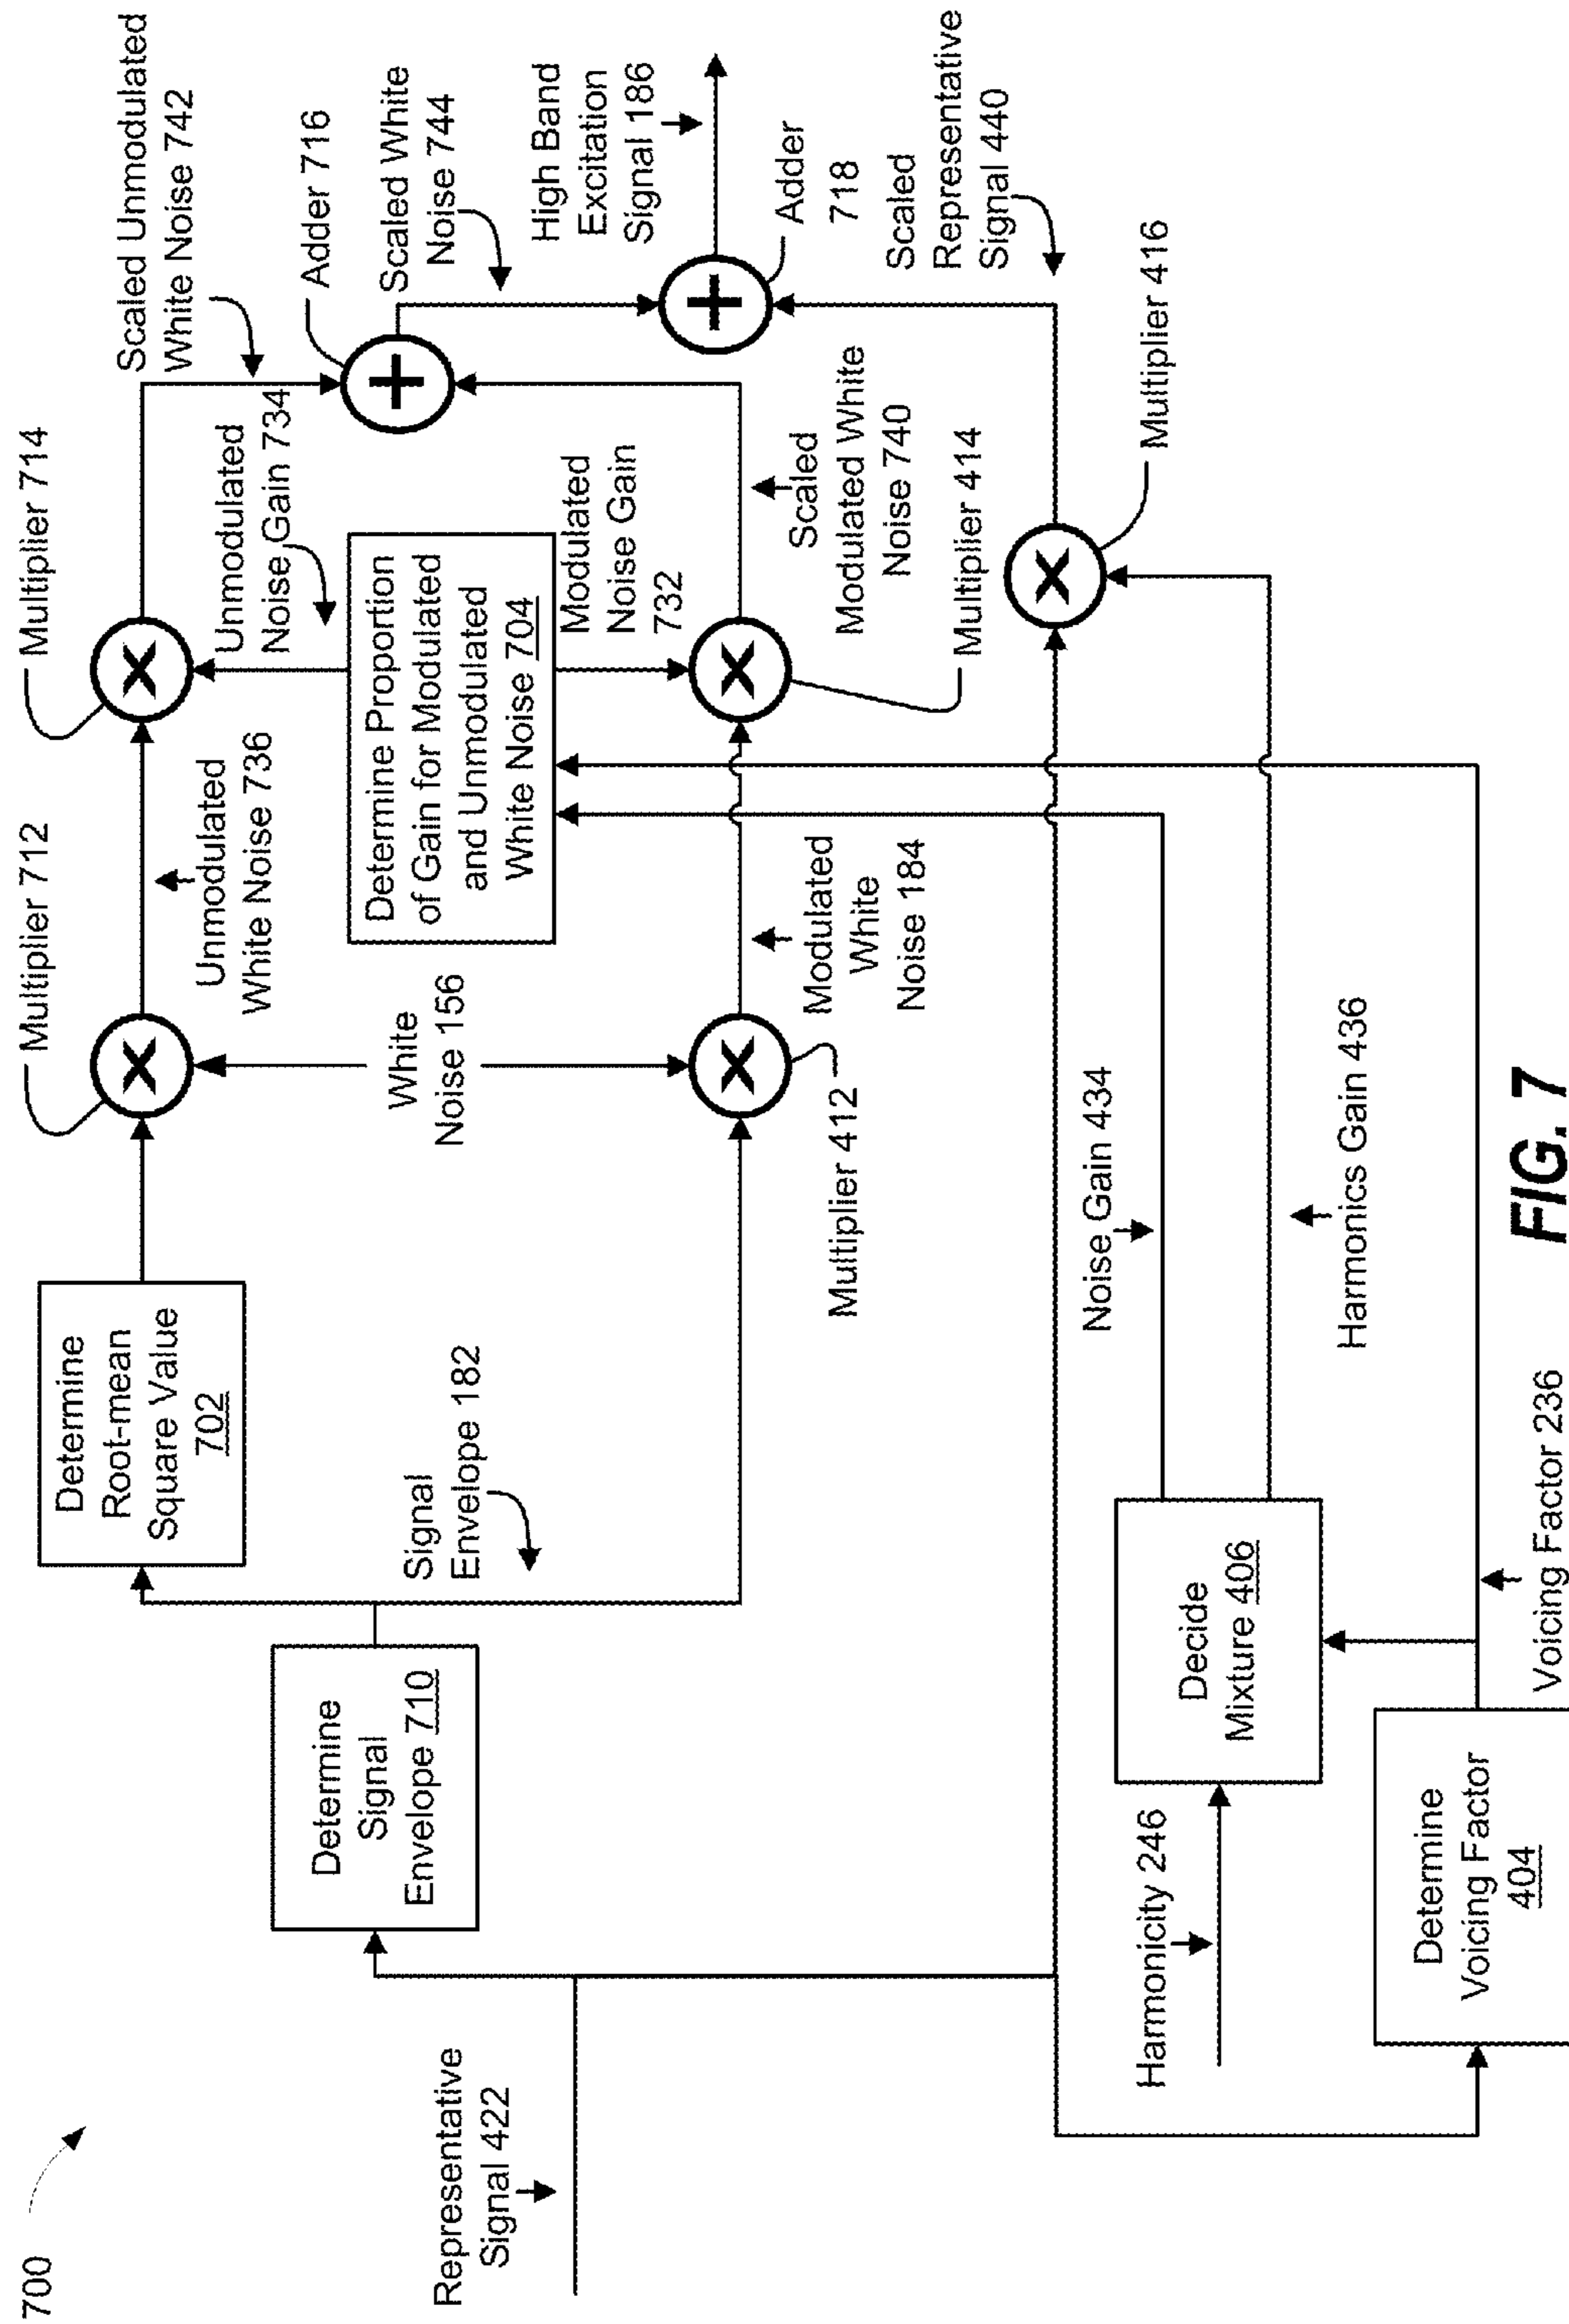 700
Representative
Signal 422
Determine
Signal
Envelope 710
Determine
Root-mean
Square Value
702
Signal
Envelope 182
Multiplier 712
White
Noise 156
Multiplier 412
Unmodulated
White Noise 736
Modulated
White
Noise 184
Multiplier 714
Unmodulated
Noise Gain 734
Determine Proportion
of Gain for Modulated
and Unmodulated
White Noise 704
Modulated
Noise Gain
732
Multiplier 414
Scaled Unmodulated
White Noise 742
Adder 716
Scaled White
Noise 744
Scaled
Modulated White
Noise 740
High Band
Excitation
Signal 186
Adder
718
Scaled
Representative
Signal 440
Multiplier 416
Harmonicity 246
Decide
Mixture 406
Noise Gain 434
Harmonics Gain 436
Determine
Voicing Factor
404
Voicing Factor 236
FIG. 7